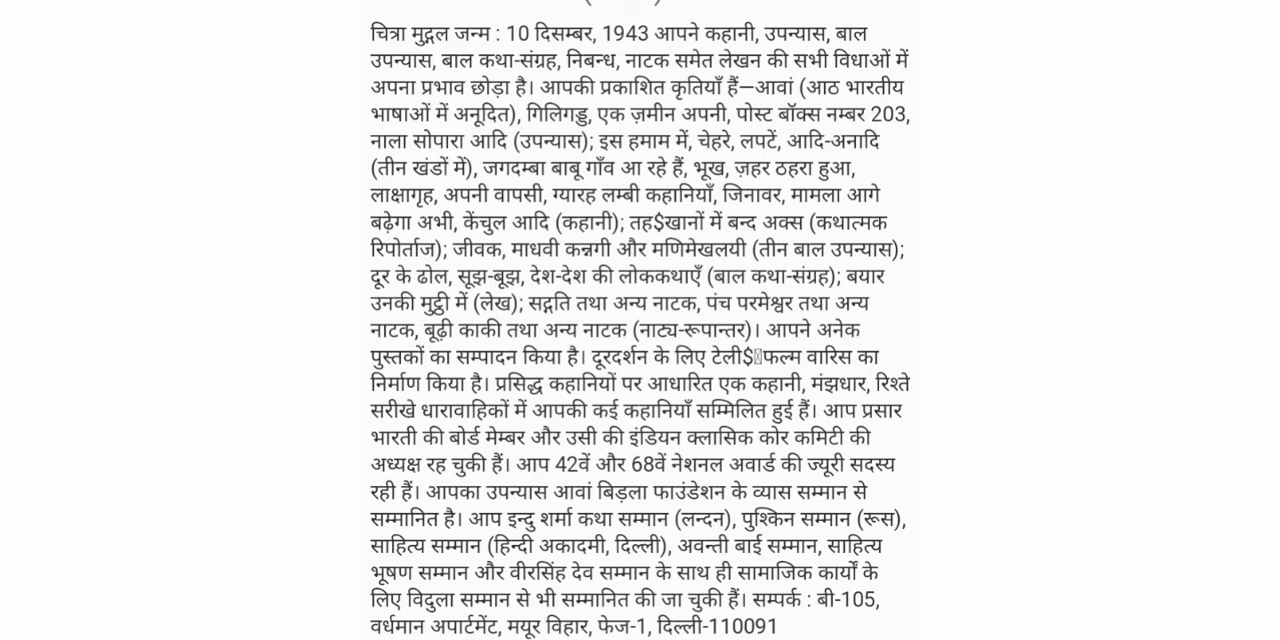 चित्रा मुद्गल जन्म : 10 दिसम्बर, 1943 आपने कहानी, उपन्यास, बाल
उपन्यास, बाल कथा-संग्रह, निबन्ध, नाटक समेत लेखन की सभी विधाओं में
अपना प्रभाव छोड़ा है। आपकी प्रकाशित कृतियाँ हैं—आवां (आठ भारतीय
भाषाओं में अनूदित), गिलिगडु, एक ज़मीन अपनी, पोस्ट बॉक्स नम्बर 203,
नाला सोपारा आदि (उपन्यास); इस हमाम में, चेहरे, लपटें, आदि-अनादि
(तीन खंडों में), जगदम्बा बाबू गाँव आ रहे हैं, भूख, ज़हर ठहरा हुआ,
लाक्षागृह, अपनी वापसी, ग्यारह लम्बी कहानियाँ, जिनावर, मामला आगे
बढ़ेगा अभी, केंचुल आदि (कहानी); तह$खानों में बन्द अक्स (कथात्मक
रिपोर्ताज); जीवक, माधवी कन्नगी और मणिमेखलयी (तीन बाल उपन्यास);
दूर के ढोल, सूझ-बूझ, देश-देश की लोककथाएँ (बाल कथा-संग्रह); बयार
उनकी मुट्ठी में (लेख); सद्गति तथा अन्य नाटक, पंच परमेश्वर तथा अन्य
नाटक, बूढ़ी काकी तथा अन्य नाटक (नाट्य-रूपान्तर)। आपने अनेक
पुस्तकों का सम्पादन किया है। दूरदर्शन के लिए टेली$फल्म वारिस का
निर्माण किया है। प्रसिद्ध कहानियों पर आधारित एक कहानी, मंझधार, रिश्ते
सरीखे धारावाहिकों में आपकी कई कहानियाँ सम्मिलित हुई हैं। आप प्रसार
भारती की बोर्ड मेम्बर और उसी की इंडियन क्लासिक कोर कमिटी की
अध्यक्ष रह चुकी हैं। आप 42वें और 68वें नेशनल अवार्ड की ज्यूरी सदस्य
रही हैं। आपका उपन्यास आवां बिड़ला फाउंडेशन के व्यास सम्मान से
सम्मानित है। आप इन्दु शर्मा कथा सम्मान (लन्दन), पुश्किन सम्मान (रूस),
साहित्य सम्मान (हिन्दी अकादमी, दिल्ली), अवन्ती बाई सम्मान, साहित्य
भूषण सम्मान और वीरसिंह देव सम्मान के साथ ही सामाजिक कार्यों के
लिए विदुला सम्मान से भी सम्मानित की जा चुकी हैं। सम्पर्क : बी-105,
वर्धमान अपार्टमेंट, मयूर विहार, फेज-1, दिल्ली-110091